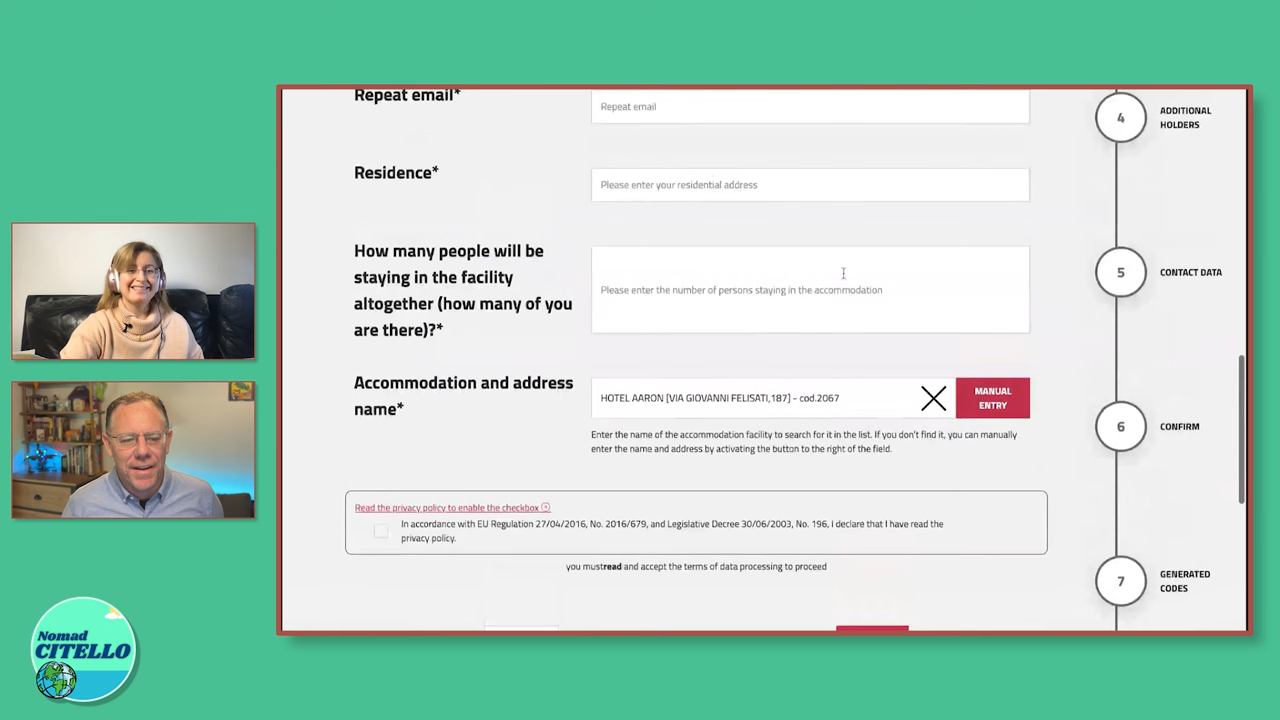 Repeat email*
Repeat email
Residence*
Please enter your residential address
How many people will be
staying in the facility
altogether (how many of you
are there)?*
Please enter the number of persons staying in the accommodation
Accommodation and address
name*
HOTEL AARON [VIA GIOVANNI FELISATI,187] - cod.2067
MANUAL
ENTRY
Enter the name of the accommodation facility to search for it in the list. If you don't find it, you can manually
enter the name and address by activating the button to the right of the field.
Read the privacy policy to enable the checkbox
In accordance with EU Regulation 27/04/2016, No. 2016/679, and Legislative Decree 30/06/2003, No. 196, I declare that I have read the
privacy policy.
you mustread and accept the terms of data processing to proceed
4
ADDITIONAL
HOLDERS
5
CONTACT DATA
6
CONFIRM
7
GENERATED
CODES
Nomad
CITELLO